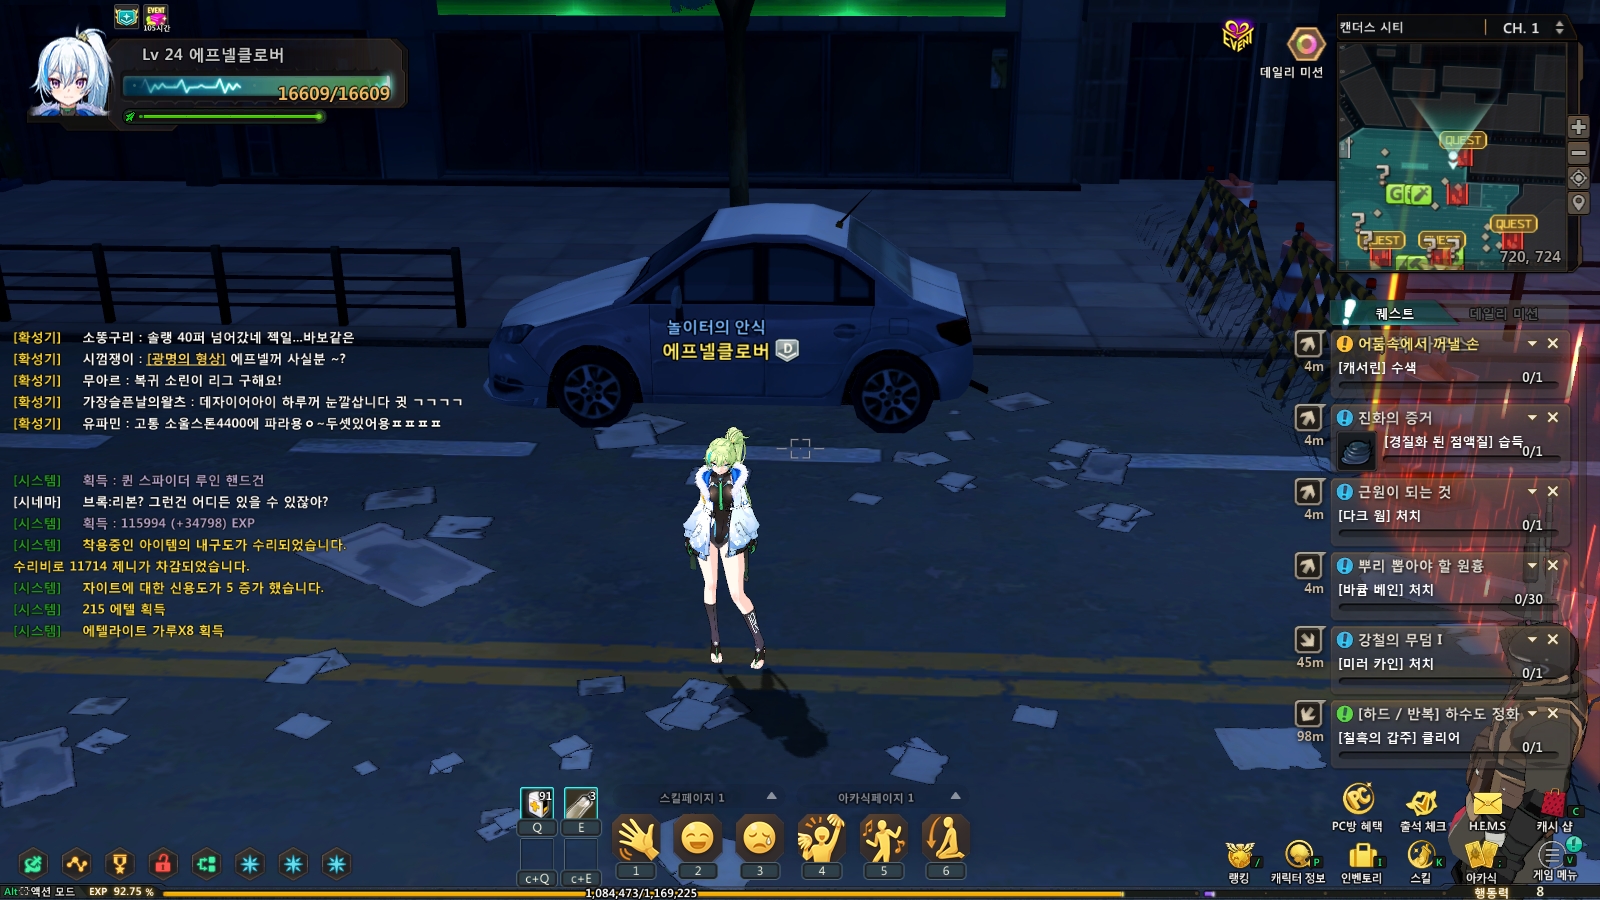 EVENT
105시간
Lv 24 에프넬클로버
16609/16609
EVENT
데일리 미션
캔더스 시티
CH. 1
QUEST
QUEST
QUEST
720, 724
퀘스트
데일리 미션
어둠속에서 꺼낼 손
[캐서린] 수색
0/1
4m
진화의 증거
[경질화 된 점액질] 습득
0/1
4m
근원이 되는 것
[다크 웜] 처치
0/1
4m
뿌리 뽑아야 할 원흉
[바큠 베인] 처치
0/30
4m
강철의 무덤 I
[미러 카인] 처치
0/1
45m
[하드 / 반복] 하수도 정화
[칠흑의 갑주] 클리어
0/1
98m
놀이터의 안식
에프넬클로버 D
[확성기] 소뚱구리 : 솔랭 40퍼 넘어갔네 젝일...바보같은
[확성기] 시껌쟁이 : [광명의 형상] 에프넬꺼 사실분 ~?
[확성기] 무아르 : 복귀 소린이 리그 구해요!
[확성기] 가장슬픈날의왈츠 : 데자이어아이 하루꺼 눈깔삽니다 귓 ㄱㄱㄱㄱ
[확성기] 유파민 : 고통 소울스톤4400에 파라용ㅇ~두셋있어용ㅍㅍㅍㅍ
[시스템] 획득 : 퀸 스파이더 루인 핸드건
[시네마] 브록:리본? 그런건 어디든 있을 수 있잖아?
[시스템] 획득 : 115994 (+34798) EXP
[시스템] 착용중인 아이템의 내구도가 수리되었습니다.
수리비로 11714 제니가 차감되었습니다.
[시스템] 자이트에 대한 신용도가 5 증가 했습니다.
[시스템] 215 에텔 획득
[시스템] 에텔라이트 가루X8 획득
91
3
Q
E
c+Q
c+E
스킬페이지 1
아카식페이지 1
1
2
3
4
5
6
PC
PC방 혜택
출석 체크
H.E.M.S
캐시 샵
C
랭킹
/
캐릭터 정보
P
인벤토리
I
스킬
K
아카식
;
게임 메뉴
V
액션 모드
EXP 92.75 %
1,084,473/1,169,225
행동력
8